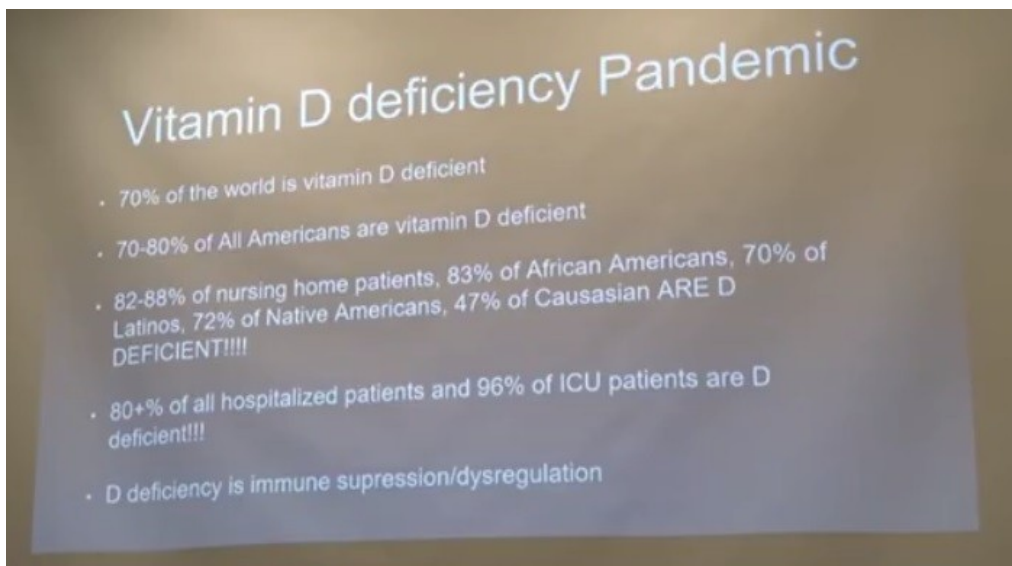 Vitamin D deficiency Pandemic
• 70% of the world is vitamin D deficient
• 70-80% of All Americans are vitamin D deficient
• 82-88% of nursing home patients, 83% of African Americans, 70% of
Latinos, 72% of Native Americans, 47% of Causasian ARE D
DEFICIENT!!!!
• 80+% of all hospitalized patients and 96% of ICU patients are D
deficient!!!
• D deficiency is immune supression/dysregulation